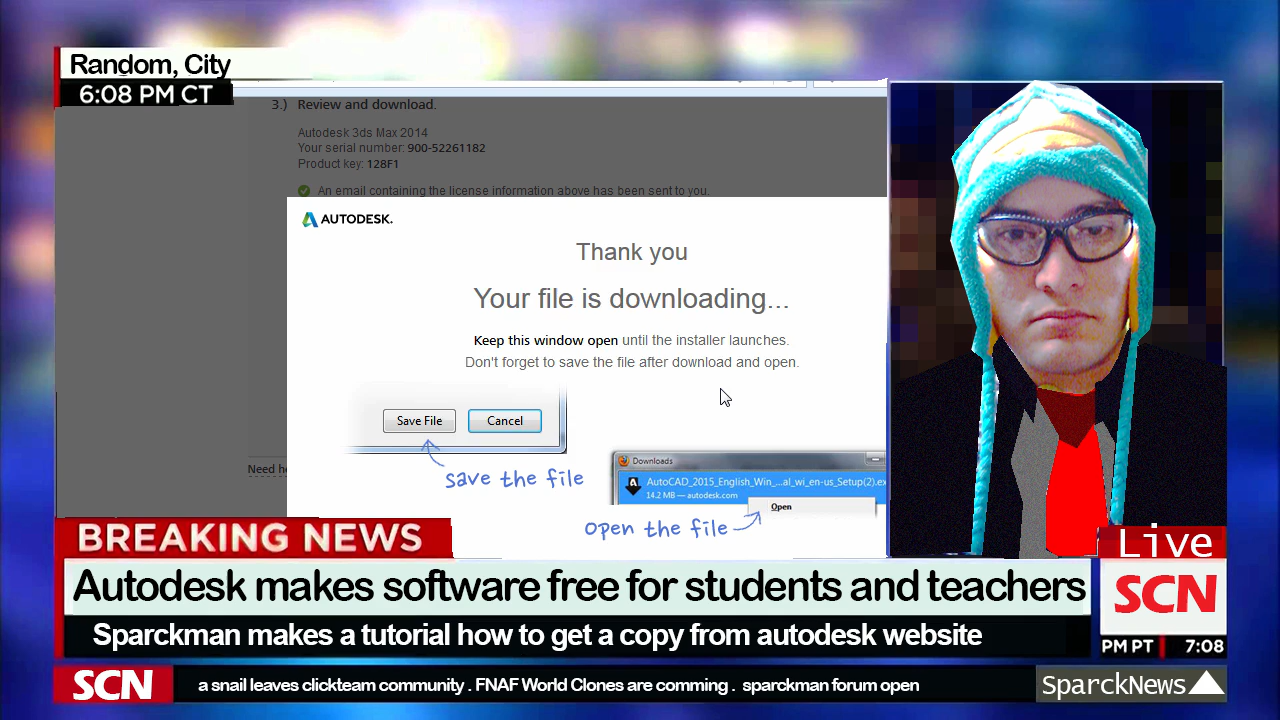 Random, City
6:08 PM CT
3.) Review and download.
Autodesk 3ds Max 2014
Your serial number: 900-52261182
Product key: 128F1
An email containing the license information above has been sent to you.
AUTODESK.
Thank you
Your file is downloading...
Keep this window open until the installer launches.
Don't forget to save the file after download and open.
Save File
Cancel
save the file
Need
Downloads
AutoCAD_2015_English_Win_...al_wi_en-us_Setup(2).ex
14.2 MB — autodesk.com
Open
open the file
BREAKING NEWS
Autodesk makes software free for students and teachers
Sparckman makes a tutorial how to get a copy from autodesk website
Live
SCN
PM PT 7:08
SCN
a snail leaves clickteam community . FNAF World Clones are comming . sparckman forum open
SparckNews